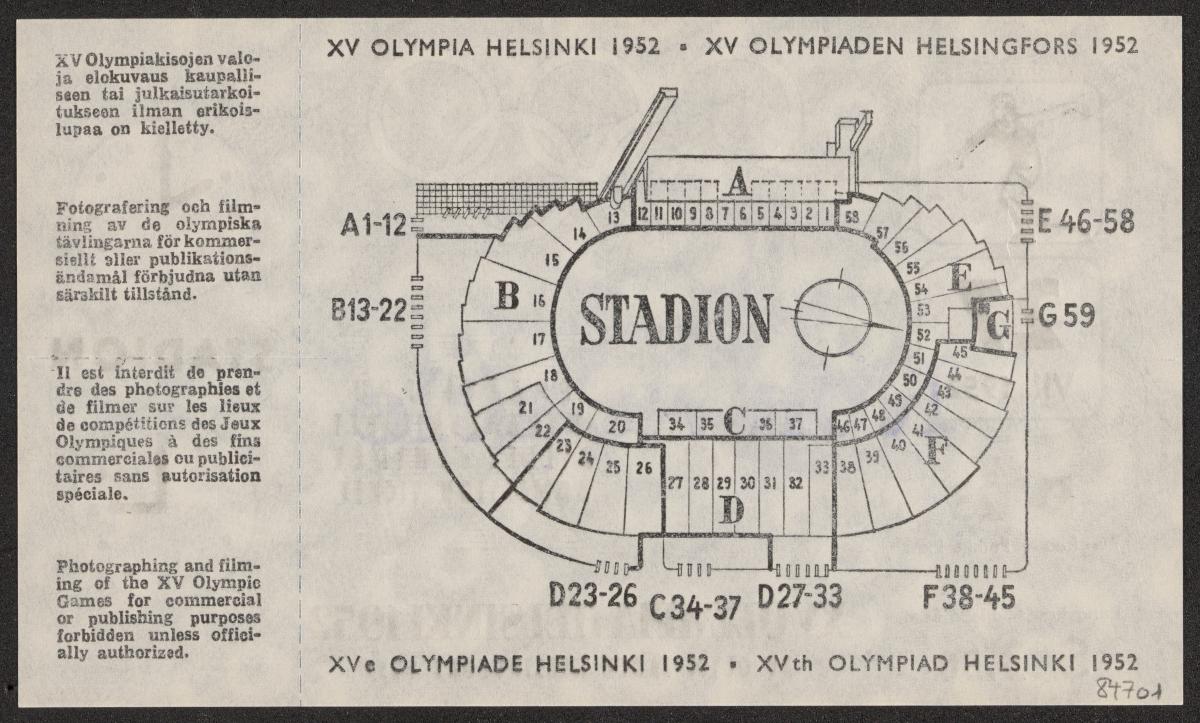 XV Olympiakisojen valo-
ja elokuvaus kaupalli-
seen tai julkaisutarkoi-
tukseen ilman erikois-
lupaa on kielletty.
Fotografering och film-
ning av de olympiska
tävlingarna för kommer-
siellt eller publikations-
ändamål förbjudna utan
särskilt tillstånd.
Il est interdit de pren-
dre des photographies et
de filmer sur les lieux
de compétitions des Jeux
Olympiques à des fins
commerciales ou publici-
taires sans autorisation
spéciale.
Photographing and film-
ing of the XV Olympic
Games for commercial
or publishing purposes
forbidden unless offici-
ally authorized.
XV OLYMPIA HELSINKI 1952 • XV OLYMPIADEN HELSINGFORS 1952
A
13 12 11 10 9 8 7 6 5 4 3 2 1 58
A1-12
E 46-58
14
57
56
15
55
E
54
B
16
53
STADION
G
B13-22
G 59
17
52
51
45
18
50
44
49
43
21
19
48
42
22
20
34 35 C 36 37
46 47
41
23
40
F
24
39
25 26 27 28 29 30 31 32 33 38
D
D23-26
C34-37
D27-33
F38-45
XVe OLYMPIADE HELSINKI 1952 • XVth OLYMPIAD HELSINKI 1952
84701